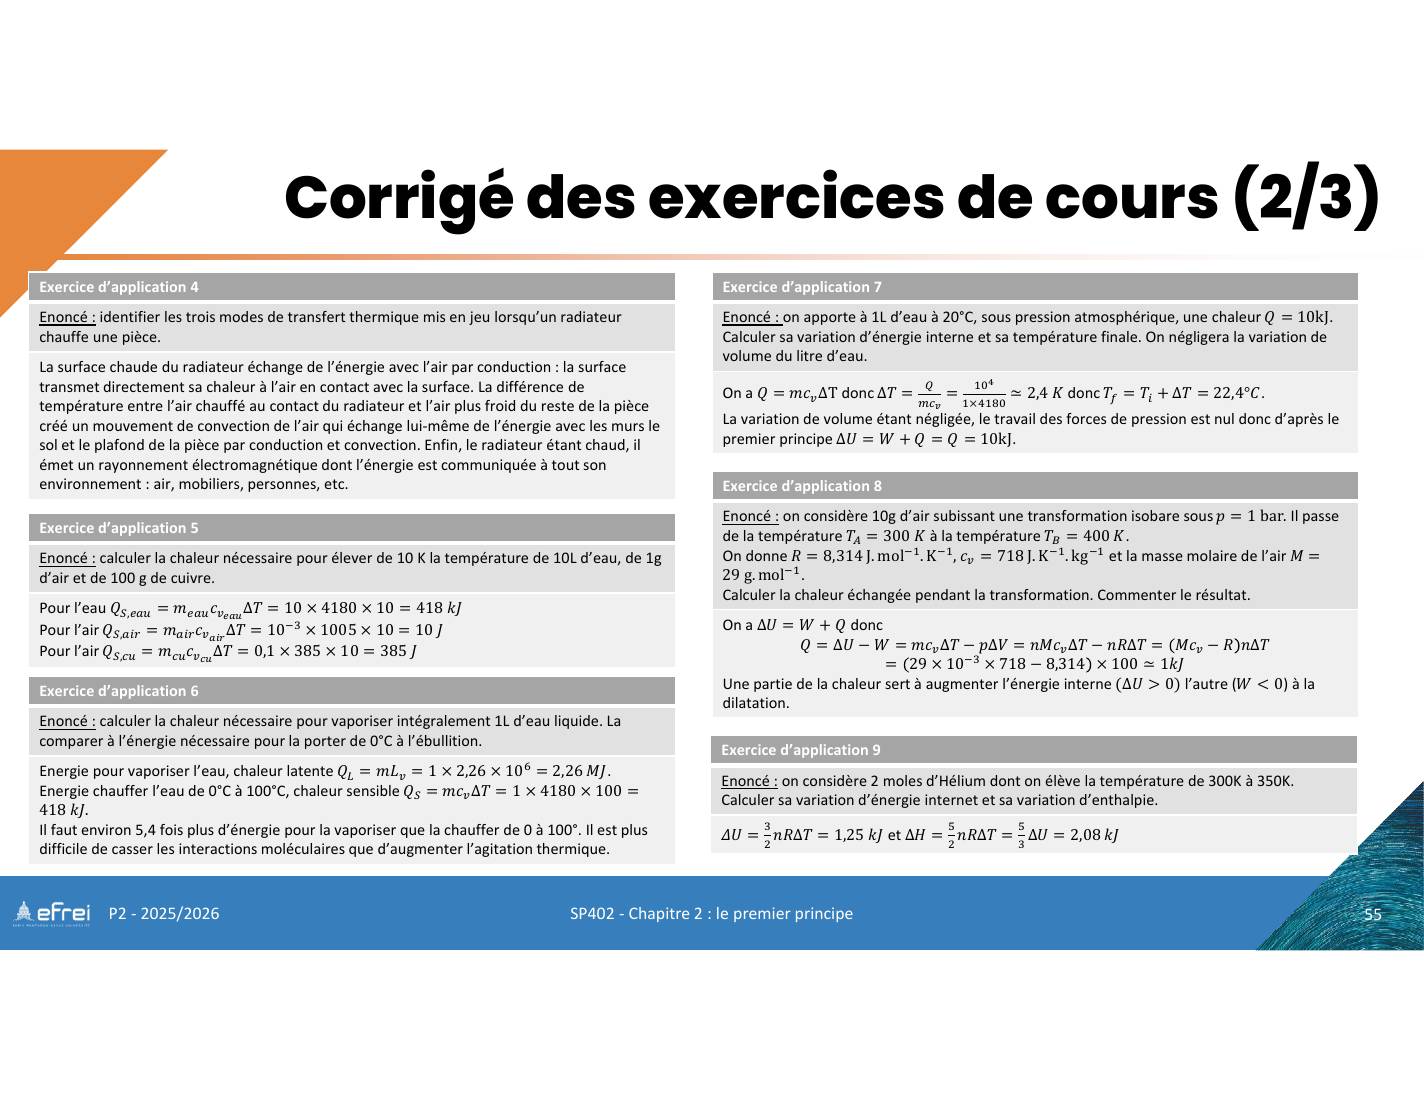 Corrigé des exercices de cours (2/3)
Exercice d’application 4
Enoncé : identifier les trois modes de transfert thermique mis en jeu lorsqu’un radiateur
chauffe une pièce.
La surface chaude du radiateur échange de l’énergie avec l’air par conduction : la surface
transmet directement sa chaleur à l’air en contact avec la surface. La différence de
température entre l’air chauffé au contact du radiateur et l’air plus froid du reste de la pièce
créé un mouvement de convection de l’air qui échange lui-même de l’énergie avec les murs le
sol et le plafond de la pièce par conduction et convection. Enfin, le radiateur étant chaud, il
émet un rayonnement électromagnétique dont l’énergie est communiquée à tout son
environnement : air, mobiliers, personnes, etc.
Exercice d’application 5
Enoncé : calculer la chaleur nécessaire pour élever de 10 K la température de 10L d’eau, de 1g
d’air et de 100 g de cuivre.
Pour l’eau Q_{S,eau} = m_{eau}c_{v_{eau}}ΔT = 10 × 4180 × 10 = 418 kJ
Pour l’air Q_{S,air} = m_{air}c_{v_{air}}ΔT = 10⁻³ × 1005 × 10 = 10 J
Pour l’air Q_{S,cu} = m_{cu}c_{v_{cu}}ΔT = 0,1 × 385 × 10 = 385 J
Exercice d’application 6
Enoncé : calculer la chaleur nécessaire pour vaporiser intégralement 1L d’eau liquide. La
comparer à l’énergie nécessaire pour la porter de 0°C à l’ébullition.
Energie pour vaporiser l’eau, chaleur latente Q_L = mL_v = 1 × 2,26 × 10⁶ = 2,26 MJ.
Energie chauffer l’eau de 0°C à 100°C, chaleur sensible Q_S = mc_vΔT = 1 × 4180 × 100 =
418 kJ.
Il faut environ 5,4 fois plus d’énergie pour la vaporiser que la chauffer de 0 à 100°. Il est plus
difficile de casser les interactions moléculaires que d’augmenter l’agitation thermique.
Exercice d’application 7
Enoncé : on apporte à 1L d’eau à 20°C, sous pression atmosphérique, une chaleur Q = 10kJ.
Calculer sa variation d’énergie interne et sa température finale. On négligera la variation de
volume du litre d’eau.
On a Q = mc_vΔT donc ΔT = Q/(mc_v) = 10⁴/(1×4180) ≃ 2,4 K donc T_f = T_i + ΔT = 22,4°C.
La variation de volume étant négligée, le travail des forces de pression est nul donc d’après le
premier principe ΔU = W + Q = Q = 10kJ.
Exercice d’application 8
Enoncé : on considère 10g d’air subissant une transformation isobare sous p = 1 bar. Il passe
de la température T_A = 300 K à la température T_B = 400 K.
On donne R = 8,314 J.mol⁻¹.K⁻¹, c_v = 718 J.K⁻¹.kg⁻¹ et la masse molaire de l’air M =
29 g.mol⁻¹.
Calculer la chaleur échangée pendant la transformation. Commenter le résultat.
On a ΔU = W + Q donc
Q = ΔU − W = mc_vΔT − pΔV = nMc_vΔT − nRΔT = (Mc_v − R)nΔT
= (29 × 10⁻³ × 718 − 8,314) × 100 ≃ 1kJ
Une partie de la chaleur sert à augmenter l’énergie interne (ΔU > 0) l’autre (W < 0) à la
dilatation.
Exercice d’application 9
Enoncé : on considère 2 moles d’Hélium dont on élève la température de 300K à 350K.
Calculer sa variation d’énergie internet et sa variation d’enthalpie.
ΔU = 3/2 nRΔT = 1,25 kJ et ΔH = 5/2 nRΔT = 5/3 ΔU = 2,08 kJ
efrei
P2 - 2025/2026
SP402 - Chapitre 2 : le premier principe
55